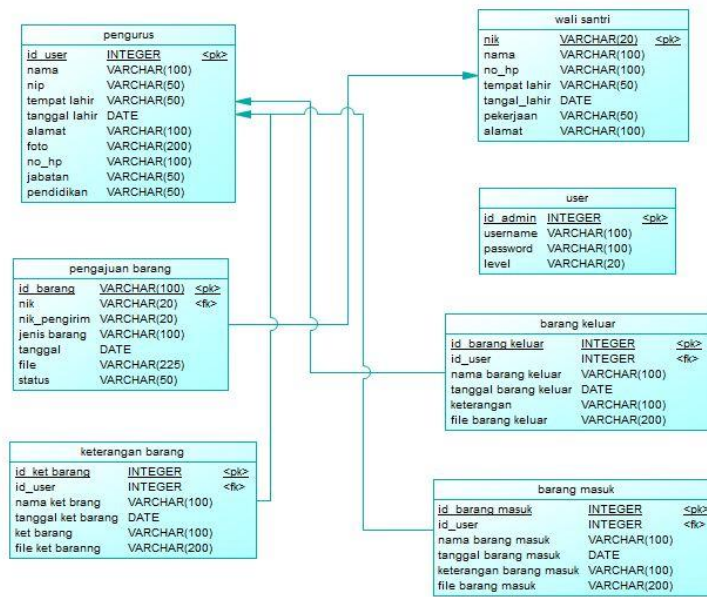 pengurus
id_user INTEGER <pk>
nama VARCHAR(100)
nip VARCHAR(50)
tempat lahir VARCHAR(50)
tanggal lahir DATE
alamat VARCHAR(100)
foto VARCHAR(200)
no_hp VARCHAR(100)
jabatan VARCHAR(50)
pendidikan VARCHAR(50)
wali santri
nik VARCHAR(20) <pk>
nama VARCHAR(100)
no_hp VARCHAR(100)
tempat lahir VARCHAR(50)
tangal_lahir DATE
pekerjaan VARCHAR(50)
alamat VARCHAR(100)
user
id_admin INTEGER <pk>
username VARCHAR(100)
password VARCHAR(100)
level VARCHAR(20)
pengajuan barang
id_barang VARCHAR(100) <pk>
nik VARCHAR(20) <fk>
nik_pengirim VARCHAR(20)
jenis barang VARCHAR(100)
tanggal DATE
file VARCHAR(225)
status VARCHAR(50)
barang keluar
id_barang keluar INTEGER <pk>
id_user INTEGER <fk>
nama barang keluar VARCHAR(100)
tanggal barang keluar DATE
keterangan VARCHAR(100)
file barang keluar VARCHAR(200)
keterangan barang
id_ket barang INTEGER <pk>
id_user INTEGER <fk>
nama ket brang VARCHAR(100)
tanggal ket barang DATE
ket barang VARCHAR(100)
file ket baranng VARCHAR(200)
barang masuk
id_barang masuk INTEGER <pk>
id_user INTEGER <fk>
nama barang masuk VARCHAR(100)
tanggal barang masuk DATE
keterangan barang masuk VARCHAR(100)
file barang masuk VARCHAR(200)